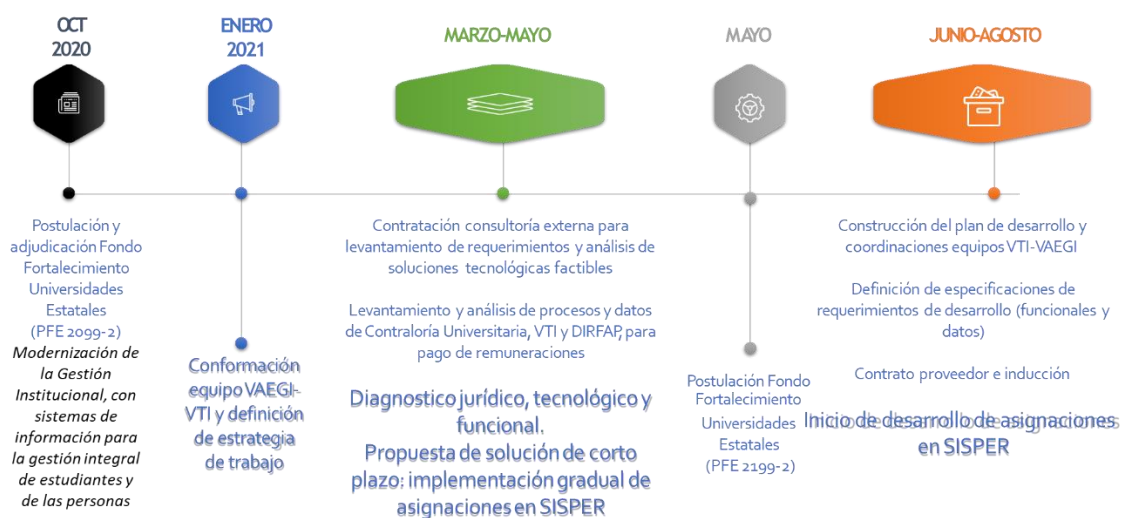 OCT
2020
Postulación y
adjudicación Fondo
Fortalecimiento
Universidades
Estatales
(PFE 2099-2)
Modernización de
la Gestión
Institucional, con
sistemas de
información para
la gestión integral
de estudiantes y
de las personas
ENERO
2021
Conformación
equipo VAEGI-
VTI y definición
de estrategia
de trabajo
MARZO-MAYO
Contratación consultoría externa para
levantamiento de requerimientos y análisis de
soluciones tecnológicas factibles
Levantamiento y análisis de procesos y datos
de Contraloría Universitaria, VTI y DIRFAP, para
pago de remuneraciones
Diagnostico jurídico, tecnológico y
funcional.
Propuesta de solución de corto
plazo: implementación gradual de
asignaciones en SISPER
MAYO
Postulación Fondo
Fortalecimiento
Universidades
Estatales
(PFE 2199-2)
JUNIO-AGOSTO
Construcción del plan de desarrollo y
coordinaciones equipos VTI-VAEGI
Definición de especificaciones de
requerimientos de desarrollo (funcionales y
datos)
Contrato proveedor e inducción
Inicio de desarrollo de asignaciones
en SISPER